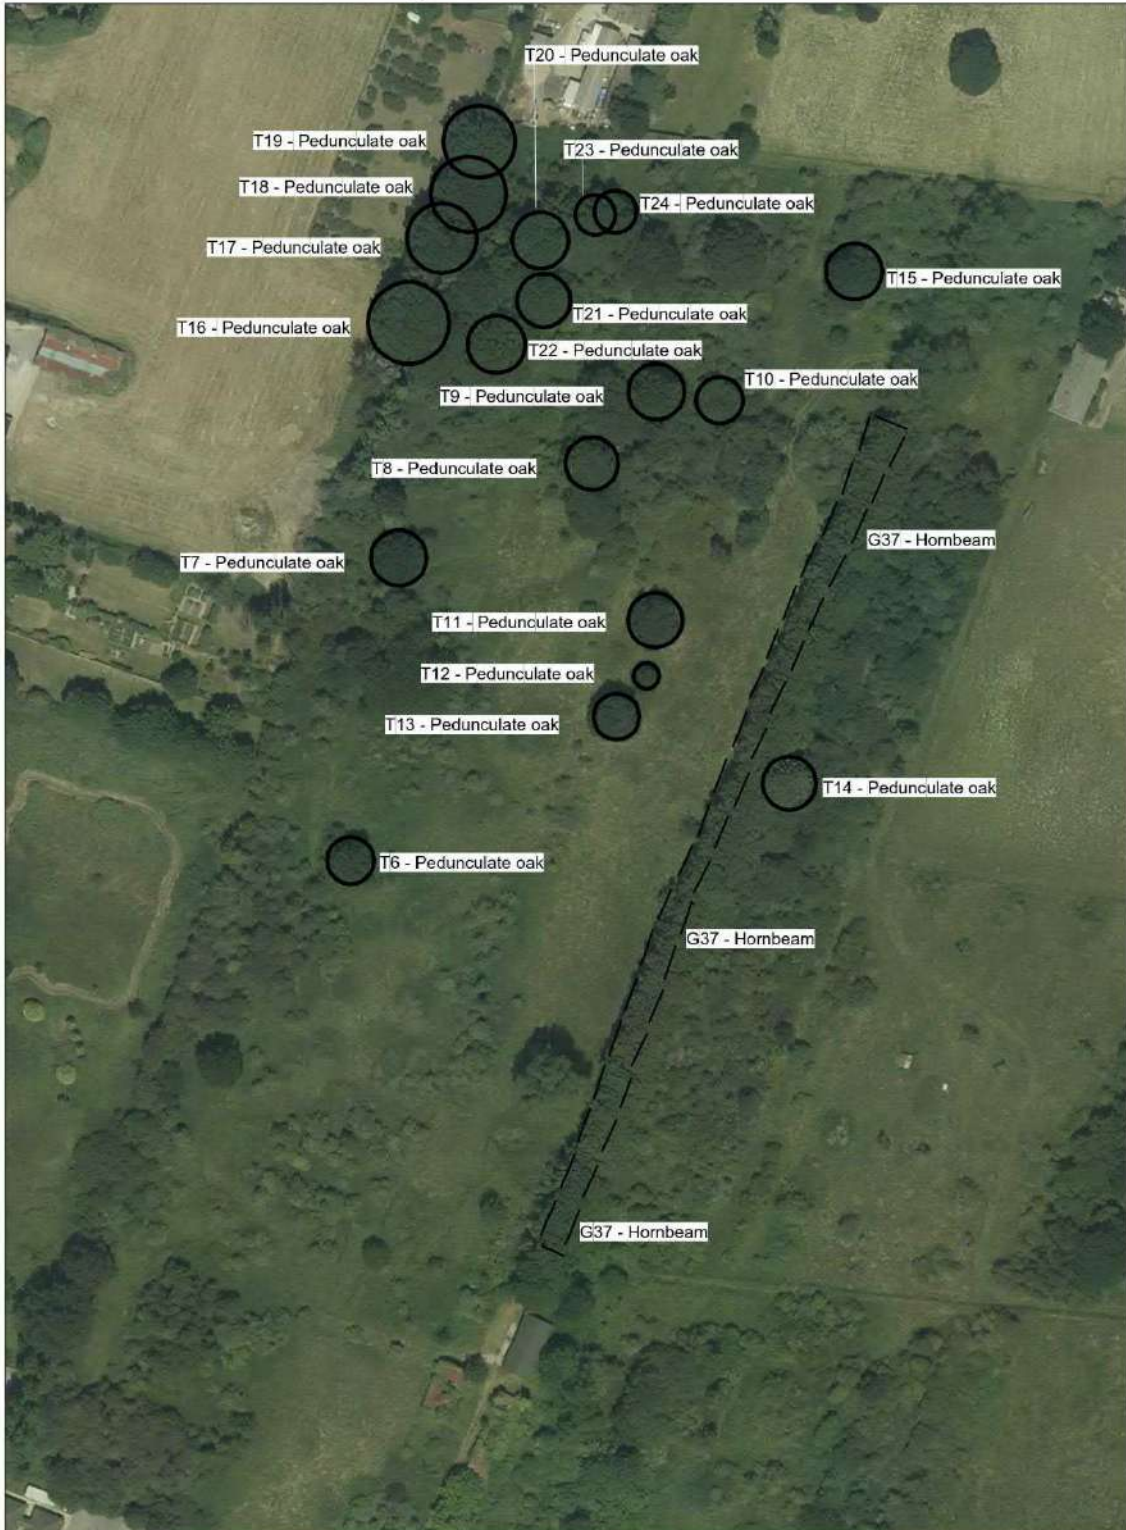 T20 - Pedunculate oak
T19 - Pedunculate oak
T23 - Pedunculate oak
T18 - Pedunculate oak
T24 - Pedunculate oak
T17 - Pedunculate oak
T15 - Pedunculate oak
T21 - Pedunculate oak
T16 - Pedunculate oak
T22 - Pedunculate oak
T10 - Pedunculate oak
T9 - Pedunculate oak
T8 - Pedunculate oak
G37 - Hornbeam
T7 - Pedunculate oak
T11 - Pedunculate oak
T12 - Pedunculate oak
T13 - Pedunculate oak
T14 - Pedunculate oak
T6 - Pedunculate oak
G37 - Hornbeam
G37 - Hornbeam